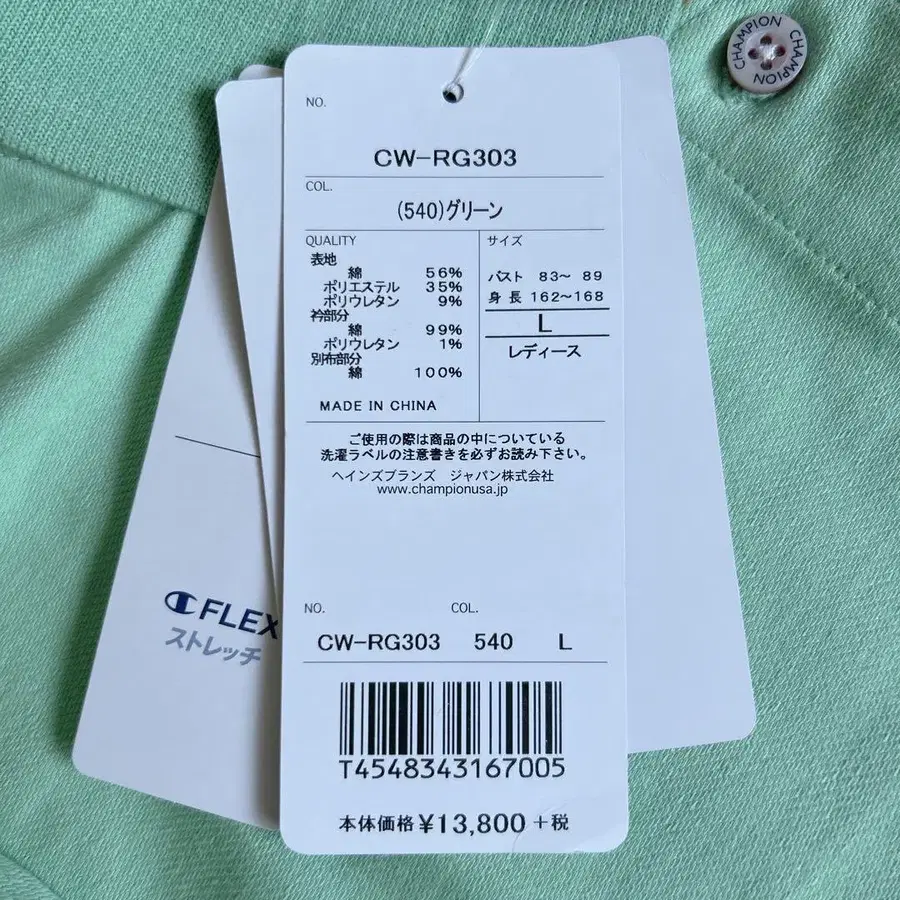 CHAMPION CHAMPION
NO.
CW-RG303
COL.
(540)グリーン
QUALITY
表地
綿 56%
ポリエステル 35%
ポリウレタン 9%
衿部分
綿 99%
ポリウレタン 1%
別布部分
綿 100%
MADE IN CHINA
サイズ
バスト 83〜 89
身長 162〜168
L
レディース
ご使用の際は商品の中についている
洗濯ラベルの注意書きを必ずお読み下さい。
ヘインズブランズ ジャパン株式会社
www.championusa.jp
NO. COL.
CW-RG303 540 L
T4548343167005
本体価格 ¥13,800 +税
FLEX
ストレッチ